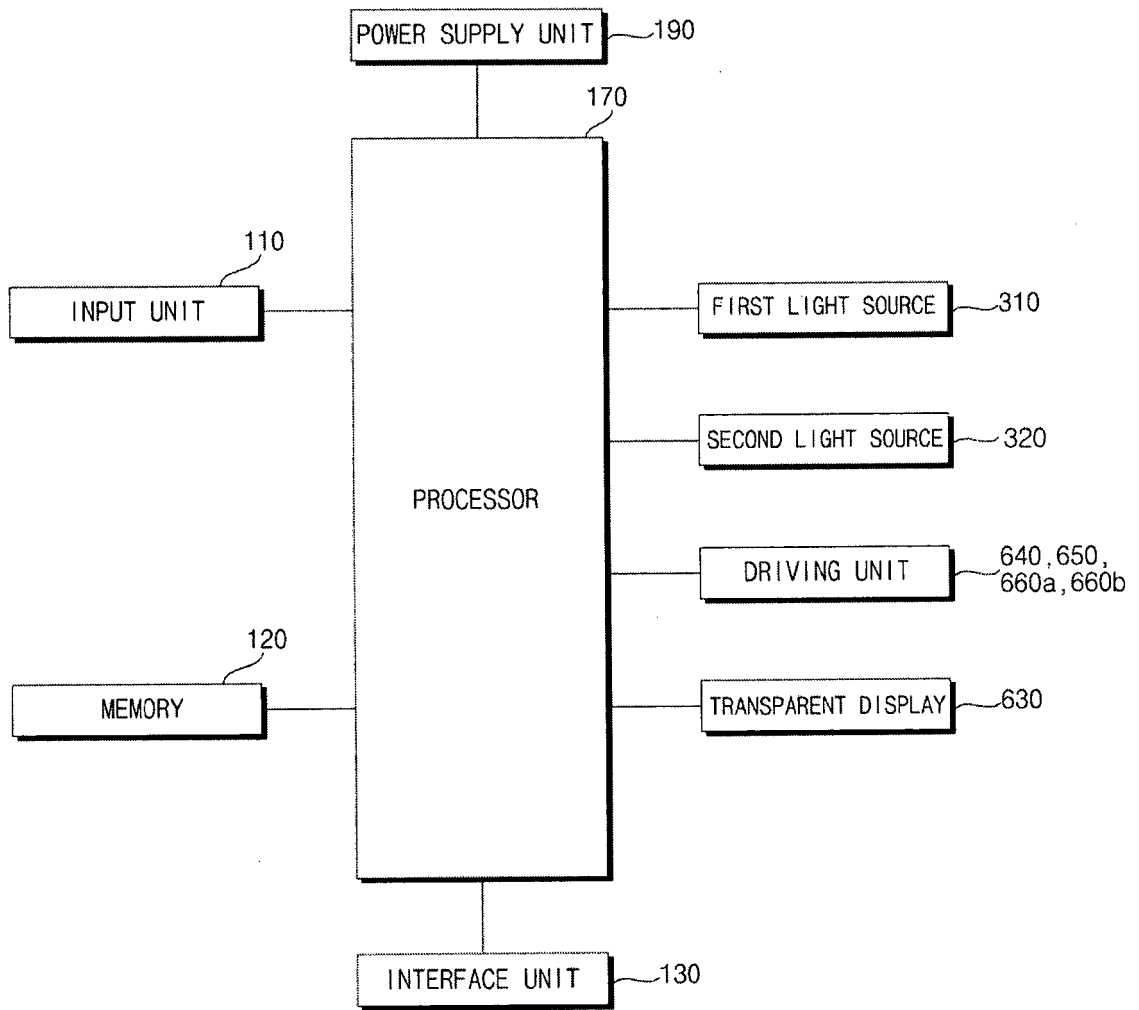 POWER SUPPLY UNIT
190
170
110
INPUT UNIT
FIRST LIGHT SOURCE
310
SECOND LIGHT SOURCE
320
PROCESSOR
DRIVING UNIT
640,650,
660a,660b
120
MEMORY
TRANSPARENT DISPLAY
630
INTERFACE UNIT
130